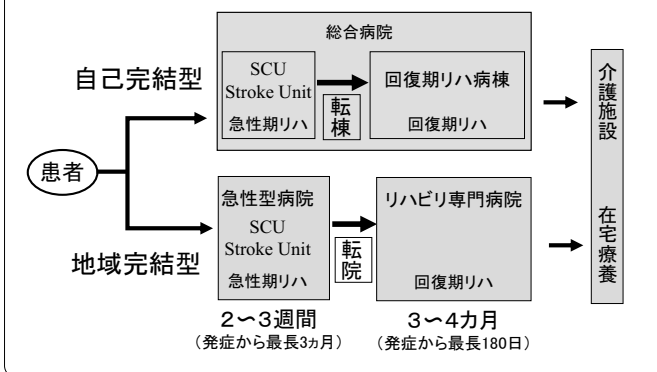 総合病院
自己完結型
SCU
Stroke Unit
急性期リハ
転棟
回復期リハ病棟
回復期リハ
介護施設
患者
地域完結型
急性型病院
SCU
Stroke Unit
急性期リハ
転院
リハビリ専門病院
回復期リハ
在宅療養
２〜３週間
（発症から最長3ヵ月）
３〜４カ月
（発症から最長180日）